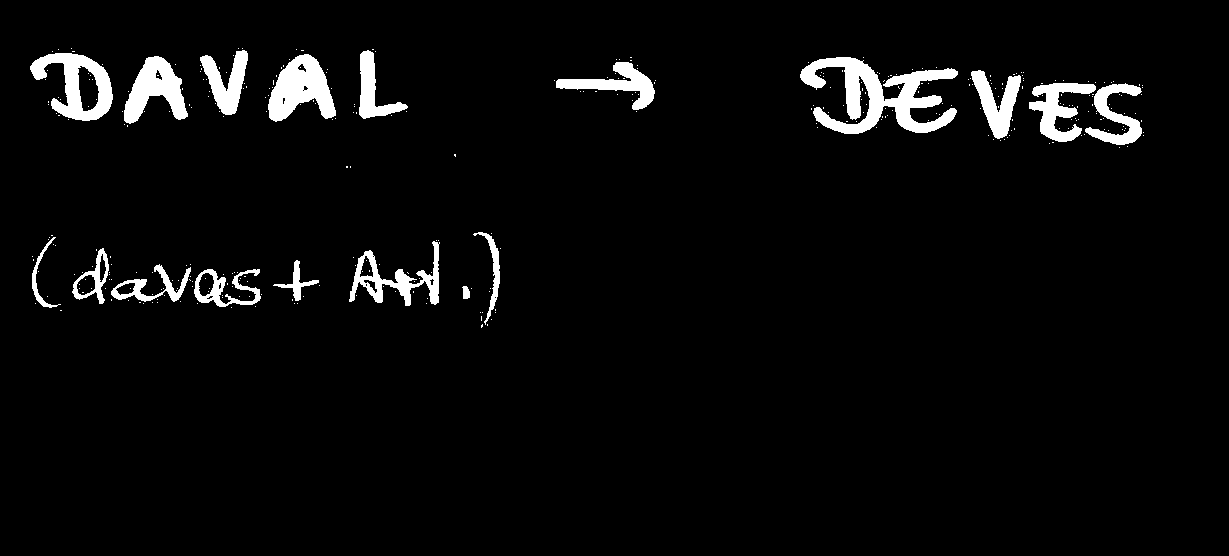 DAVAL → DEVES
(davas + Art.)